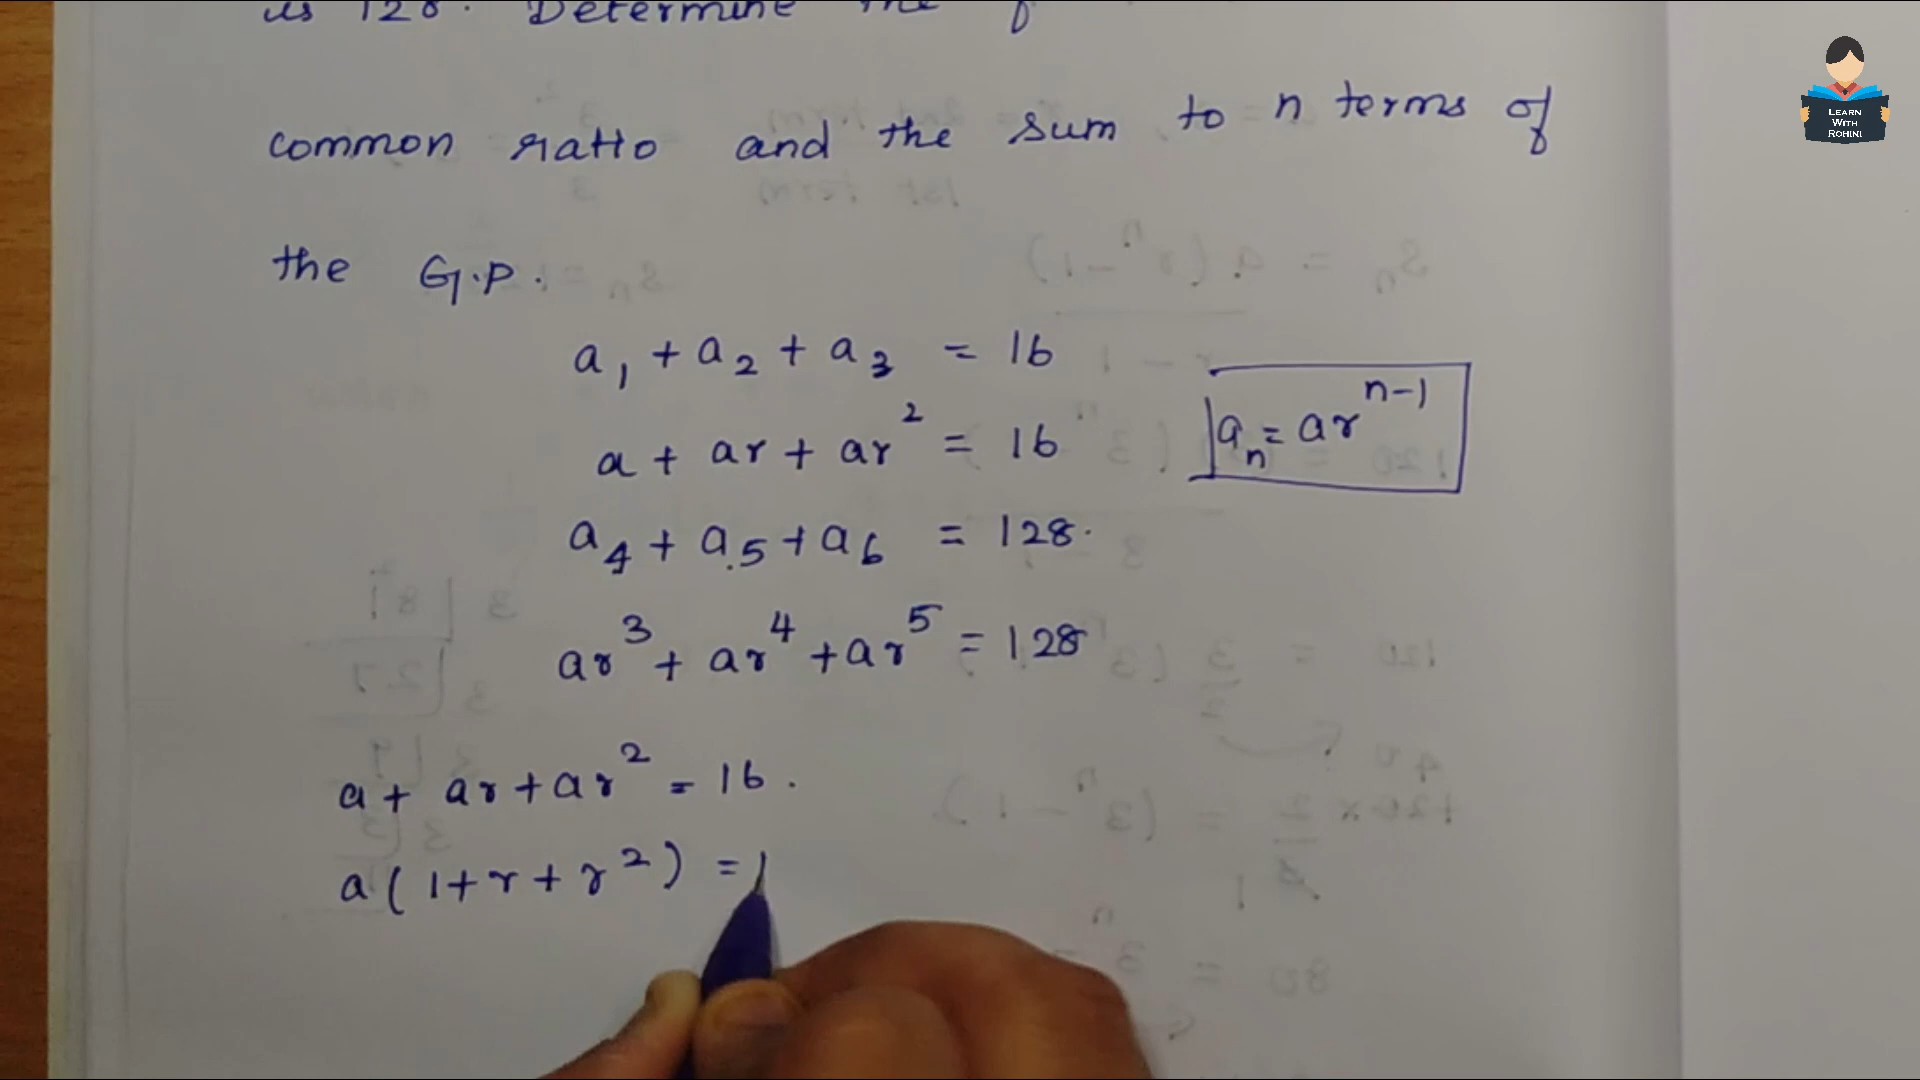 is 128. Determine the
common ratio and the sum to n terms of
the G.P.
a₁ + a₂ + a₃ = 16
a + ar + ar² = 16
aₙ = arⁿ⁻¹
a₄ + a₅ + a₆ = 128.
ar³ + ar⁴ + ar⁵ = 128
a + ar + ar² = 16.
a(1+r+r²) = 1
LEARN
WITH
ROHINI